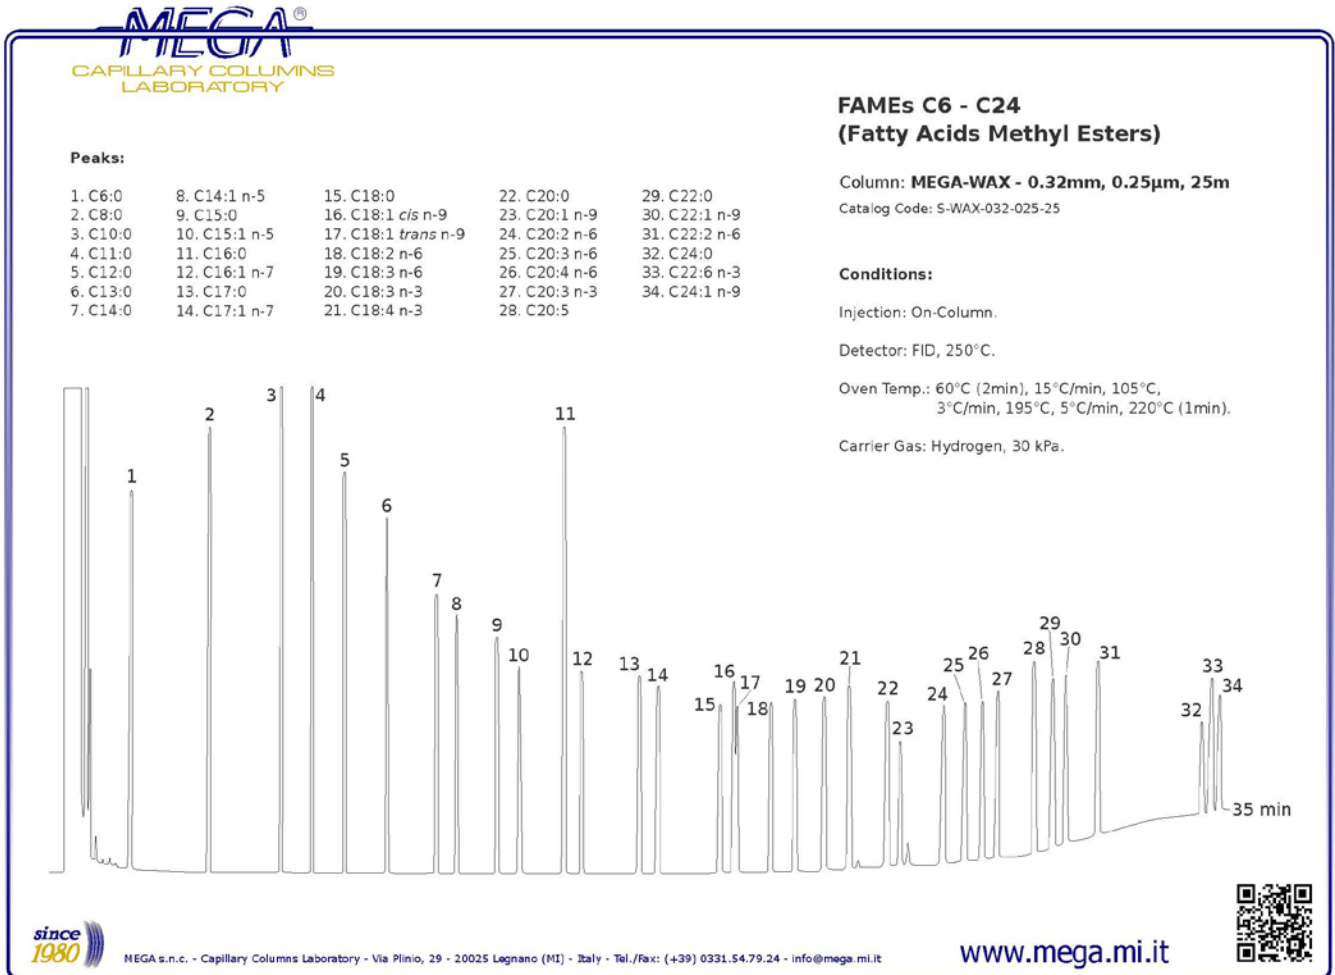 MEGA®
CAPILLARY COLUMNS
LABORATORY
FAMEs C6 - C24
(Fatty Acids Methyl Esters)
Column: MEGA-WAX - 0.32mm, 0.25µm, 25m
Catalog Code: S-WAX-032-025-25
Conditions:
Injection: On-Column.
Detector: FID, 250°C.
Oven Temp.: 60°C (2min), 15°C/min, 105°C,
3°C/min, 195°C, 5°C/min, 220°C (1min).
Carrier Gas: Hydrogen, 30 kPa.
Peaks:
1. C6:0
2. C8:0
3. C10:0
4. C11:0
5. C12:0
6. C13:0
7. C14:0
8. C14:1 n-5
9. C15:0
10. C15:1 n-5
11. C16:0
12. C16:1 n-7
13. C17:0
14. C17:1 n-7
15. C18:0
16. C18:1 cis n-9
17. C18:1 trans n-9
18. C18:2 n-6
19. C18:3 n-6
20. C18:3 n-3
21. C18:4 n-3
22. C20:0
23. C20:1 n-9
24. C20:2 n-6
25. C20:3 n-6
26. C20:4 n-6
27. C20:3 n-3
28. C20:5
29. C22:0
30. C22:1 n-9
31. C22:2 n-6
32. C24:0
33. C22:6 n-3
34. C24:1 n-9
1
2
3
4
5
6
7
8
9
10
11
12
13
14
15
16
17
18
19
20
21
22
23
24
25
26
27
28
29
30
31
32
33
34
35 min
since
1980
MEGA s.n.c. - Capillary Columns Laboratory - Via Plinio, 29 - 20025 Legnano (MI) - Italy - Tel./Fax: (+39) 0331.54.79.24 - info@mega.mi.it
www.mega.mi.it